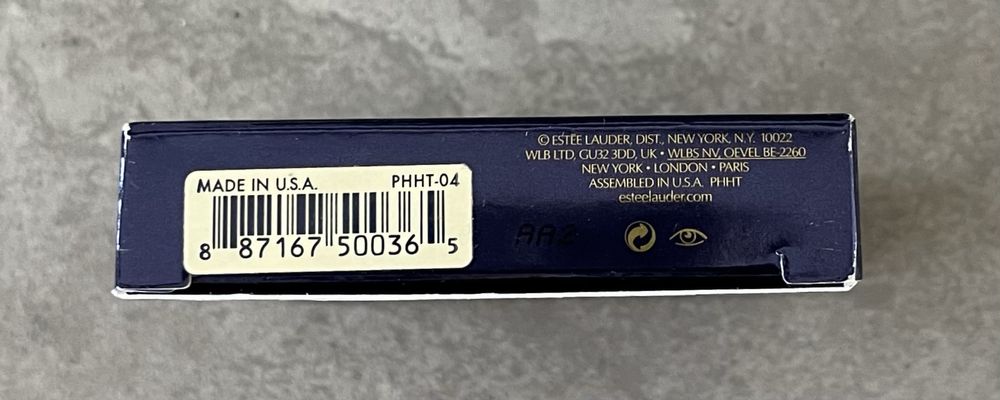 MADE IN U.S.A. PHHT-04
8 87167 50036 5
© ESTĒE LAUDER, DIST., NEW YORK, N.Y. 10022
WLB LTD, GU32 3DD, UK • WLBS NV, OEVEL BE-2260
NEW YORK • LONDON • PARIS
ASSEMBLED IN U.S.A. PHHT
esteelauder.com
AA2